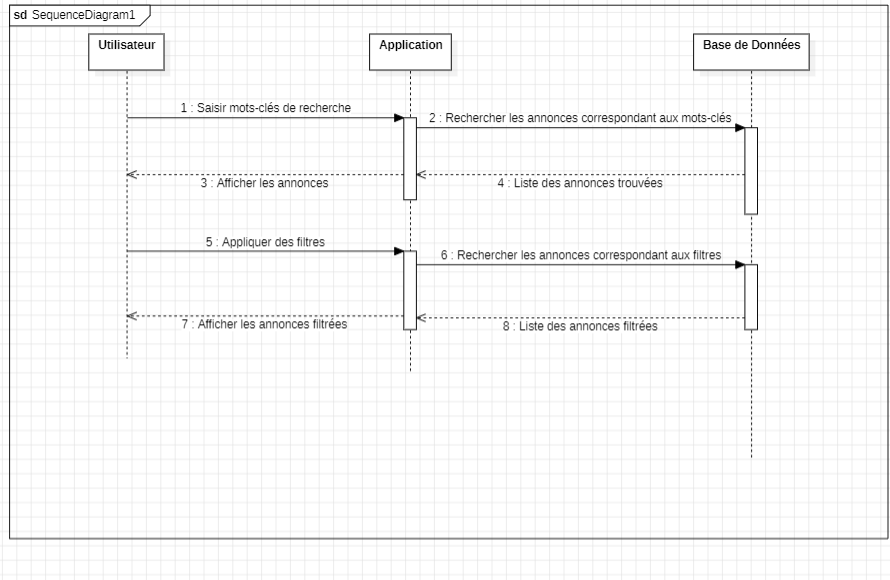 sd SequenceDiagram1
Utilisateur
Application
Base de Données
1 : Saisir mots-clés de recherche
2 : Rechercher les annonces correspondant aux mots-clés
3 : Afficher les annonces
4 : Liste des annonces trouvées
5 : Appliquer des filtres
6 : Rechercher les annonces correspondant aux filtres
7 : Afficher les annonces filtrées
8 : Liste des annonces filtrées